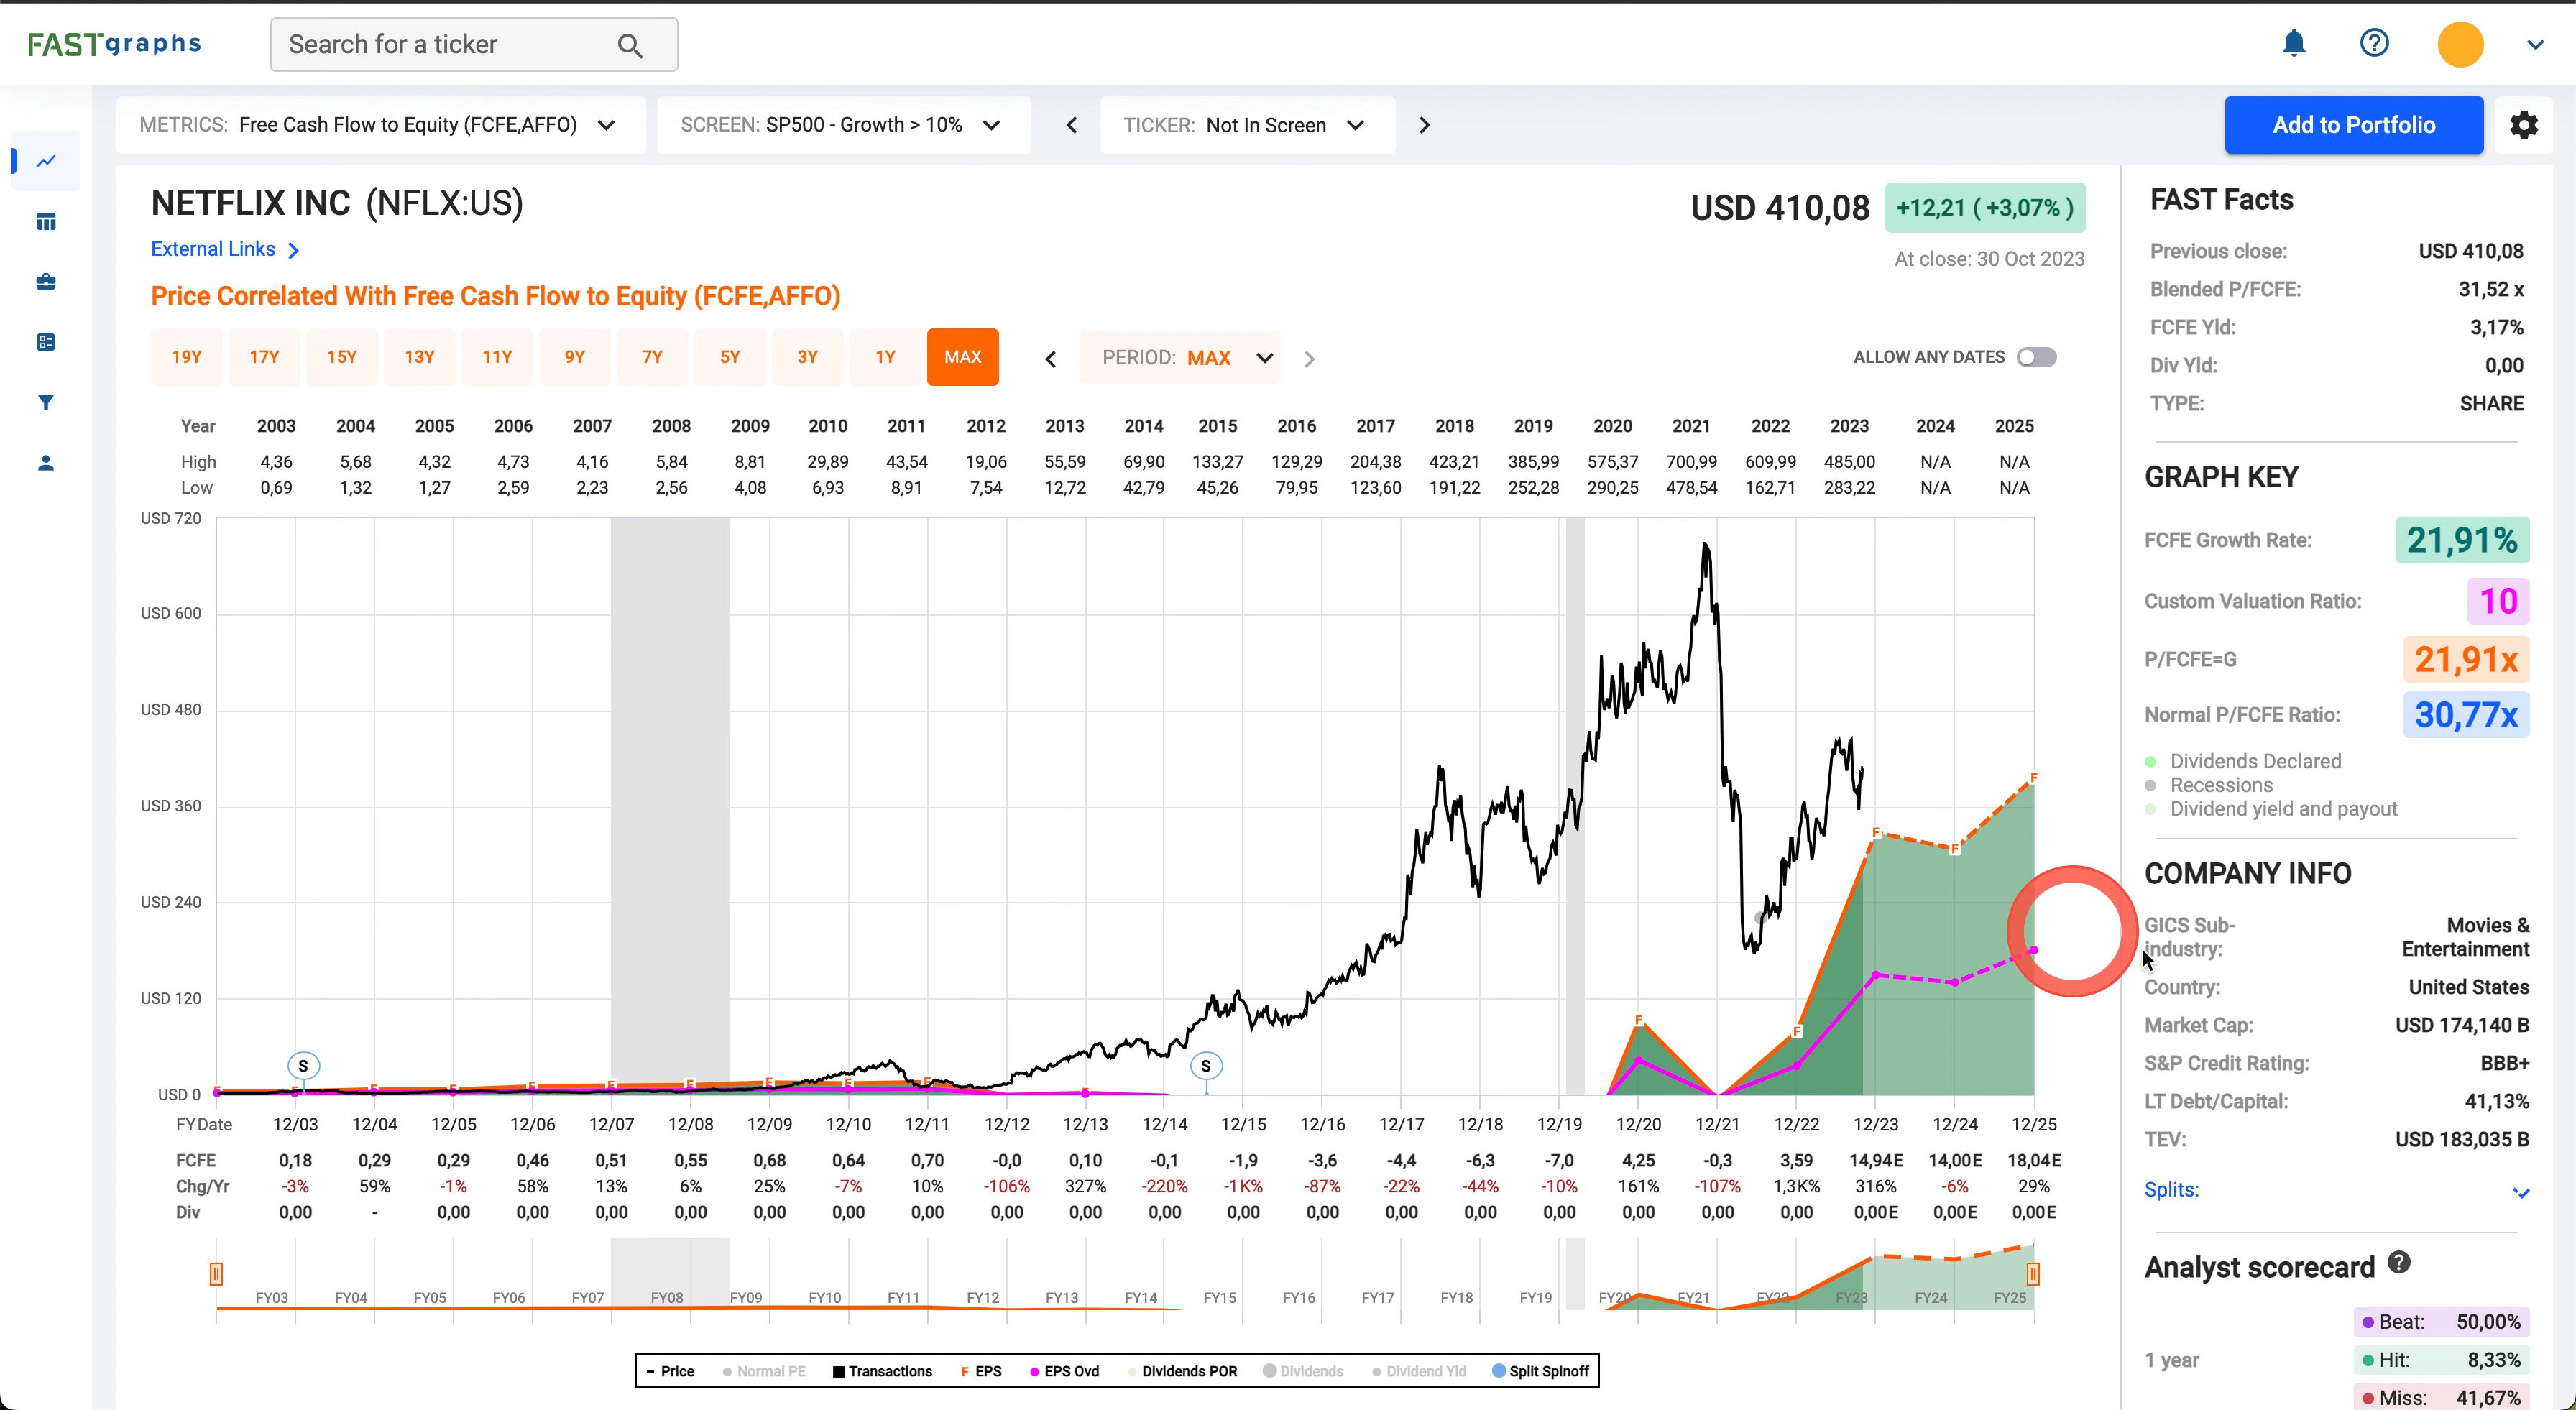 FASTgraphs
Search for a ticker
METRICS: Free Cash Flow to Equity (FCFE,AFFO)
SCREEN: SP500 - Growth > 10%
TICKER: Not In Screen
Add to Portfolio
NETFLIX INC (NFLX:US)
USD 410,08 +12,21 ( +3,07% )
External Links
At close: 30 Oct 2023
Price Correlated With Free Cash Flow to Equity (FCFE,AFFO)
19Y 17Y 15Y 13Y 11Y 9Y 7Y 5Y 3Y 1Y MAX
PERIOD: MAX
ALLOW ANY DATES
Year 2003 2004 2005 2006 2007 2008 2009 2010 2011 2012 2013 2014 2015 2016 2017 2018 2019 2020 2021 2022 2023 2024 2025
High 4,36 5,68 4,32 4,73 4,16 5,84 8,81 29,89 43,54 19,06 55,59 69,90 133,27 129,29 204,38 423,21 385,99 575,37 700,99 609,99 485,00 N/A N/A
Low 0,69 1,32 1,27 2,59 2,23 2,56 4,08 6,93 8,91 7,54 12,72 42,79 45,26 79,95 123,60 191,22 252,28 290,25 478,54 162,71 283,22 N/A N/A
USD 720
USD 600
USD 480
USD 360
USD 240
USD 120
USD 0
S
S
F F F F F F F F F F F F F F F F
FYDate 12/03 12/04 12/05 12/06 12/07 12/08 12/09 12/10 12/11 12/12 12/13 12/14 12/15 12/16 12/17 12/18 12/19 12/20 12/21 12/22 12/23 12/24 12/25
FCFE 0,18 0,29 0,29 0,46 0,51 0,55 0,68 0,64 0,70 -0,0 0,10 -0,1 -1,9 -3,6 -4,4 -6,3 -7,0 4,25 -0,3 3,59 14,94E 14,00E 18,04E
Chg/Yr -3% 59% -1% 58% 13% 6% 25% -7% 10% -106% 327% -220% -1K% -87% -22% -44% -10% 161% -107% 1,3K% 316% -6% 29%
Div 0,00 - 0,00 0,00 0,00 0,00 0,00 0,00 0,00 0,00 0,00 0,00 0,00 0,00 0,00 0,00 0,00 0,00 0,00 0,00 0,00E 0,00E 0,00E
FY03 FY04 FY05 FY06 FY07 FY08 FY09 FY10 FY11 FY12 FY13 FY14 FY15 FY16 FY17 FY18 FY19 FY20 FY21 FY22 FY23 FY24 FY25
Price Normal PE Transactions F EPS EPS Ovd Dividends POR Dividends Dividend Yld Split Spinoff
FAST Facts
Previous close: USD 410,08
Blended P/FCFE: 31,52 x
FCFE Yld: 3,17%
Div Yld: 0,00
TYPE: SHARE
GRAPH KEY
FCFE Growth Rate: 21,91%
Custom Valuation Ratio: 10
P/FCFE=G 21,91x
Normal P/FCFE Ratio: 30,77x
Dividends Declared
Recessions
Dividend yield and payout
COMPANY INFO
GICS Sub-industry: Movies & Entertainment
Country: United States
Market Cap: USD 174,140 B
S&P Credit Rating: BBB+
LT Debt/Capital: 41,13%
TEV: USD 183,035 B
Splits:
Analyst scorecard
Beat: 50,00%
1 year Hit: 8,33%
Miss: 41,67%